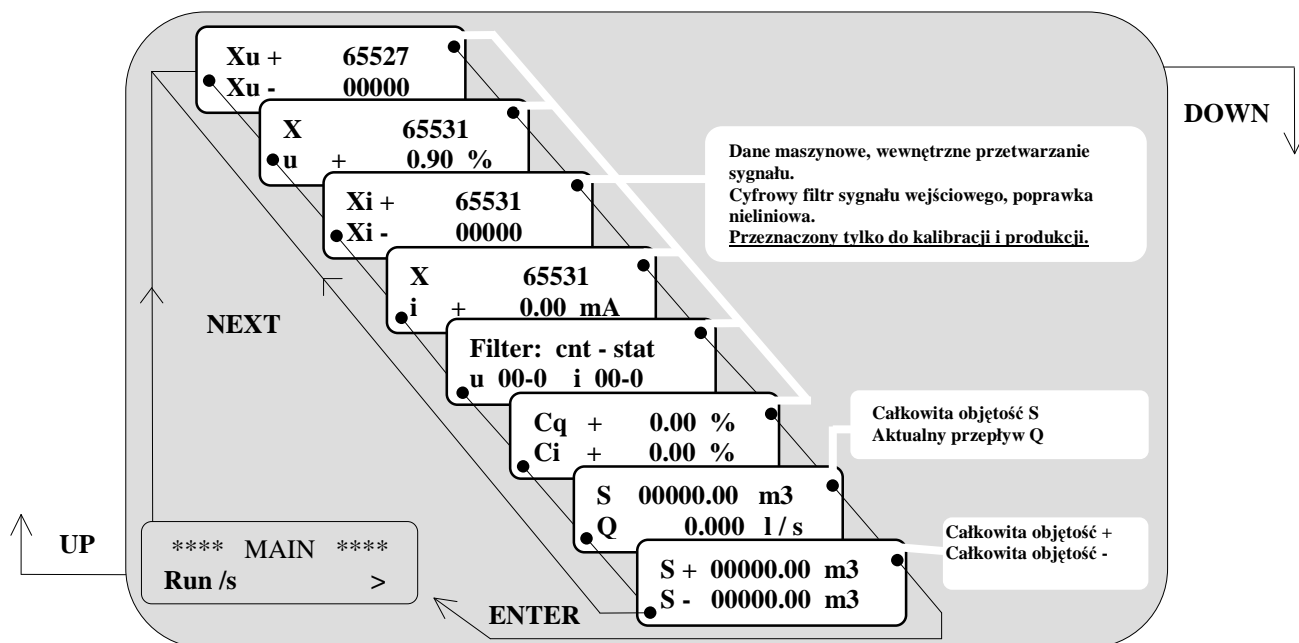 Xu + 65527
Xu - 00000
DOWN
X 65531
u + 0.90 %
Dane maszynowe, wewnętrzne przetwarzanie
sygnału.
Cyfrowy filtr sygnału wejściowego, poprawka
nieliniowa.
Przeznaczony tylko do kalibracji i produkcji.
Xi + 65531
Xi - 00000
X 65531
i + 0.00 mA
NEXT
Filter: cnt - stat
u 00-0 i 00-0
Cq + 0.00 %
Ci + 0.00 %
Całkowita objętość S
Aktualny przepływ Q
S 00000.00 m3
Q 0.000 l / s
UP
**** MAIN ****
Run /s >
Całkowita objętość +
Całkowita objętość -
S + 00000.00 m3
S - 00000.00 m3
ENTER